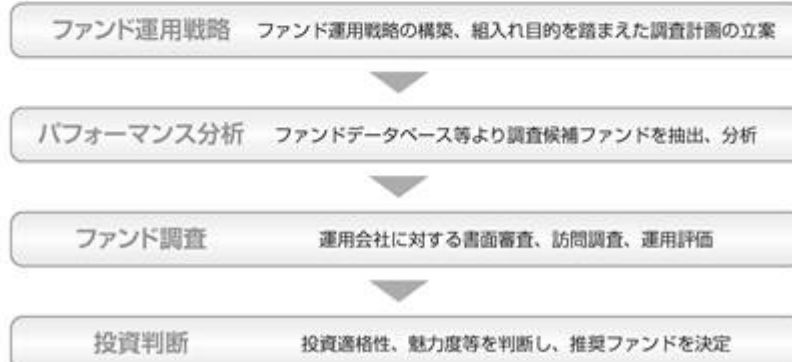 ファンド運用戦略 ファンド運用戦略の構築、組入れ目的を踏まえた調査計画の立案
パフォーマンス分析 ファンドデータベース等より調査候補ファンドを抽出、分析
ファンド調査 運用会社に対する書面審査、訪問調査、運用評価
投資判断 投資適格性、魅力度等を判断し、推奨ファンドを決定